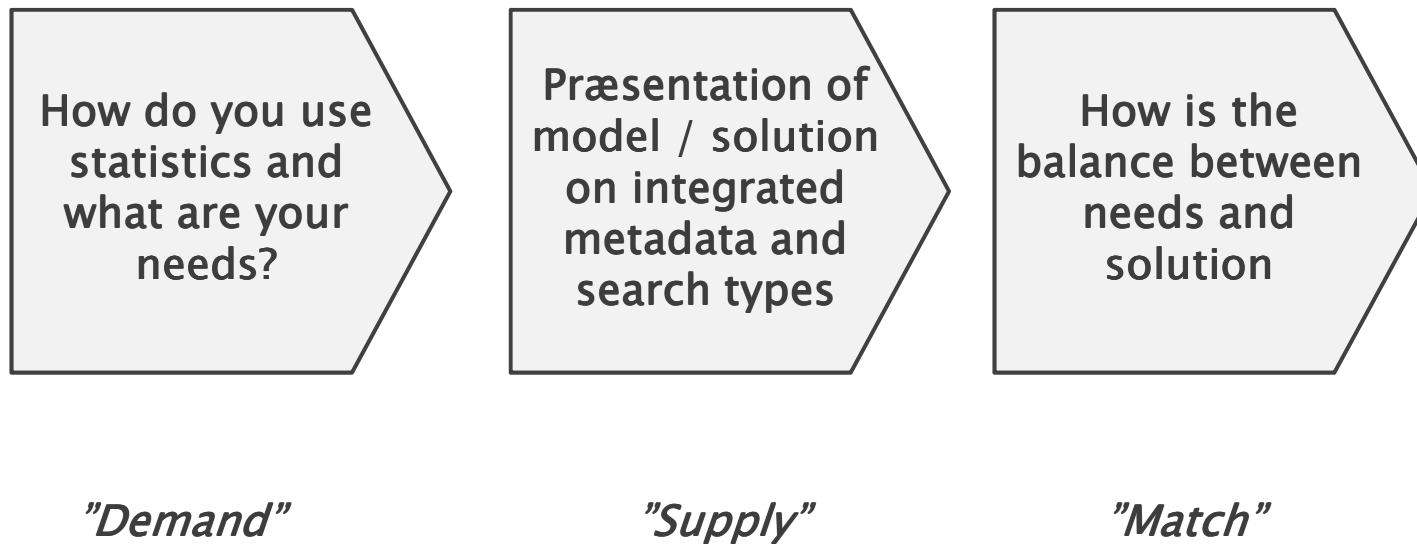 How do you use
statistics and
what are your
needs?
Præsentation of
model / solution
on integrated
metadata and
search types
How is the
balance between
needs and
solution
”Demand”
”Supply”
”Match”